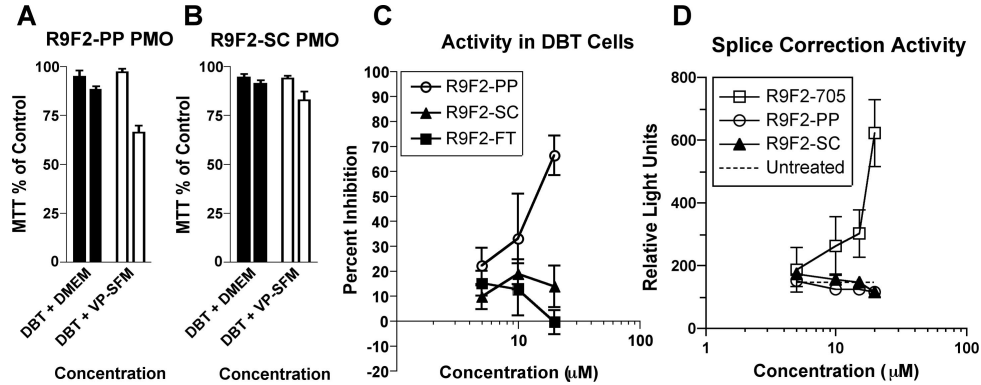 A
R9F2-PP PMO
MTT % of Control
100
75
50
25
0
DBT + DMEM
DBT + VP-SFM
Concentration
B
R9F2-SC PMO
MTT % of Control
100
75
50
25
0
DBT + DMEM
DBT + VP-SFM
Concentration
C
Activity in DBT Cells
Percent Inhibition
100
90
80
70
60
50
40
30
20
10
0
-10
-20
R9F2-PP
R9F2-SC
R9F2-FT
10
100
Concentration (μM)
D
Splice Correction Activity
Relative Light Units
800
600
400
200
0
R9F2-705
R9F2-PP
R9F2-SC
Untreated
1
10
100
Concentration (μM)